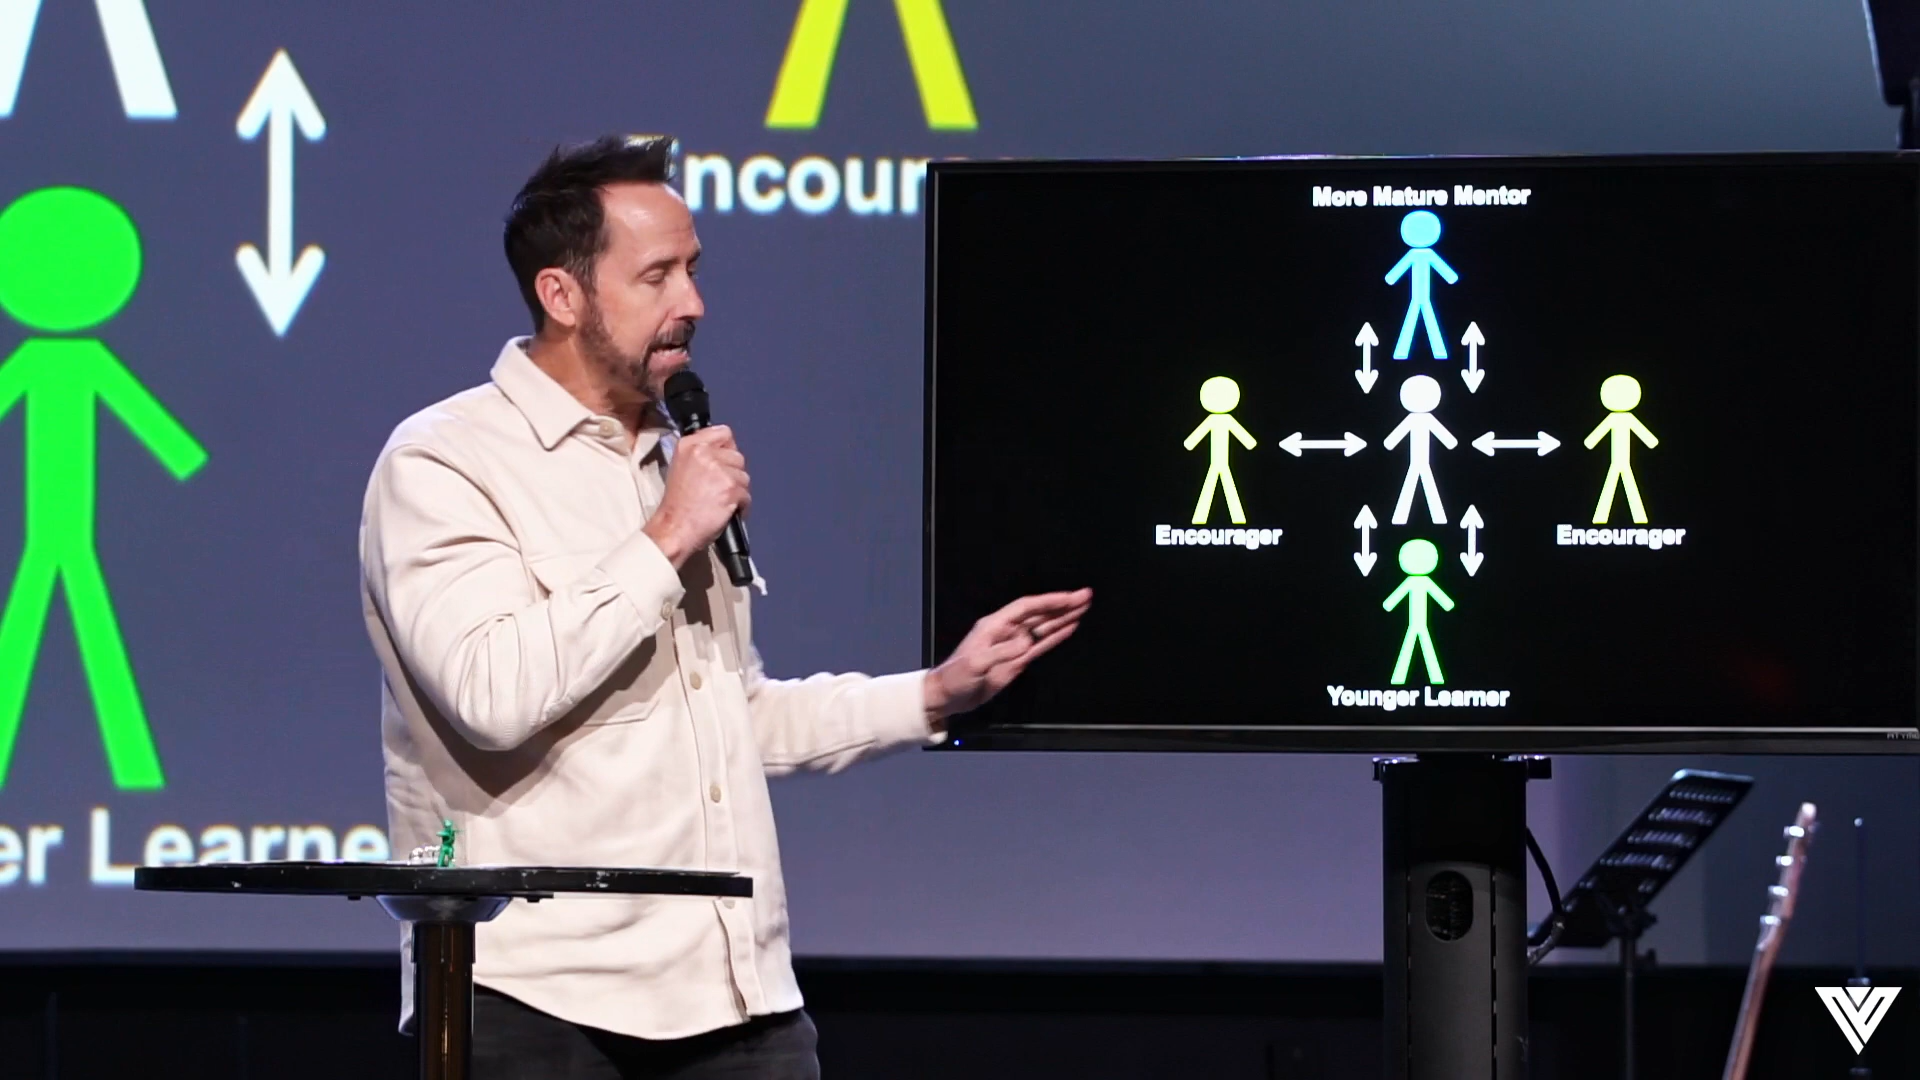 Encour
er Learne
More Mature Mentor
Encourager
Encourager
Younger Learner